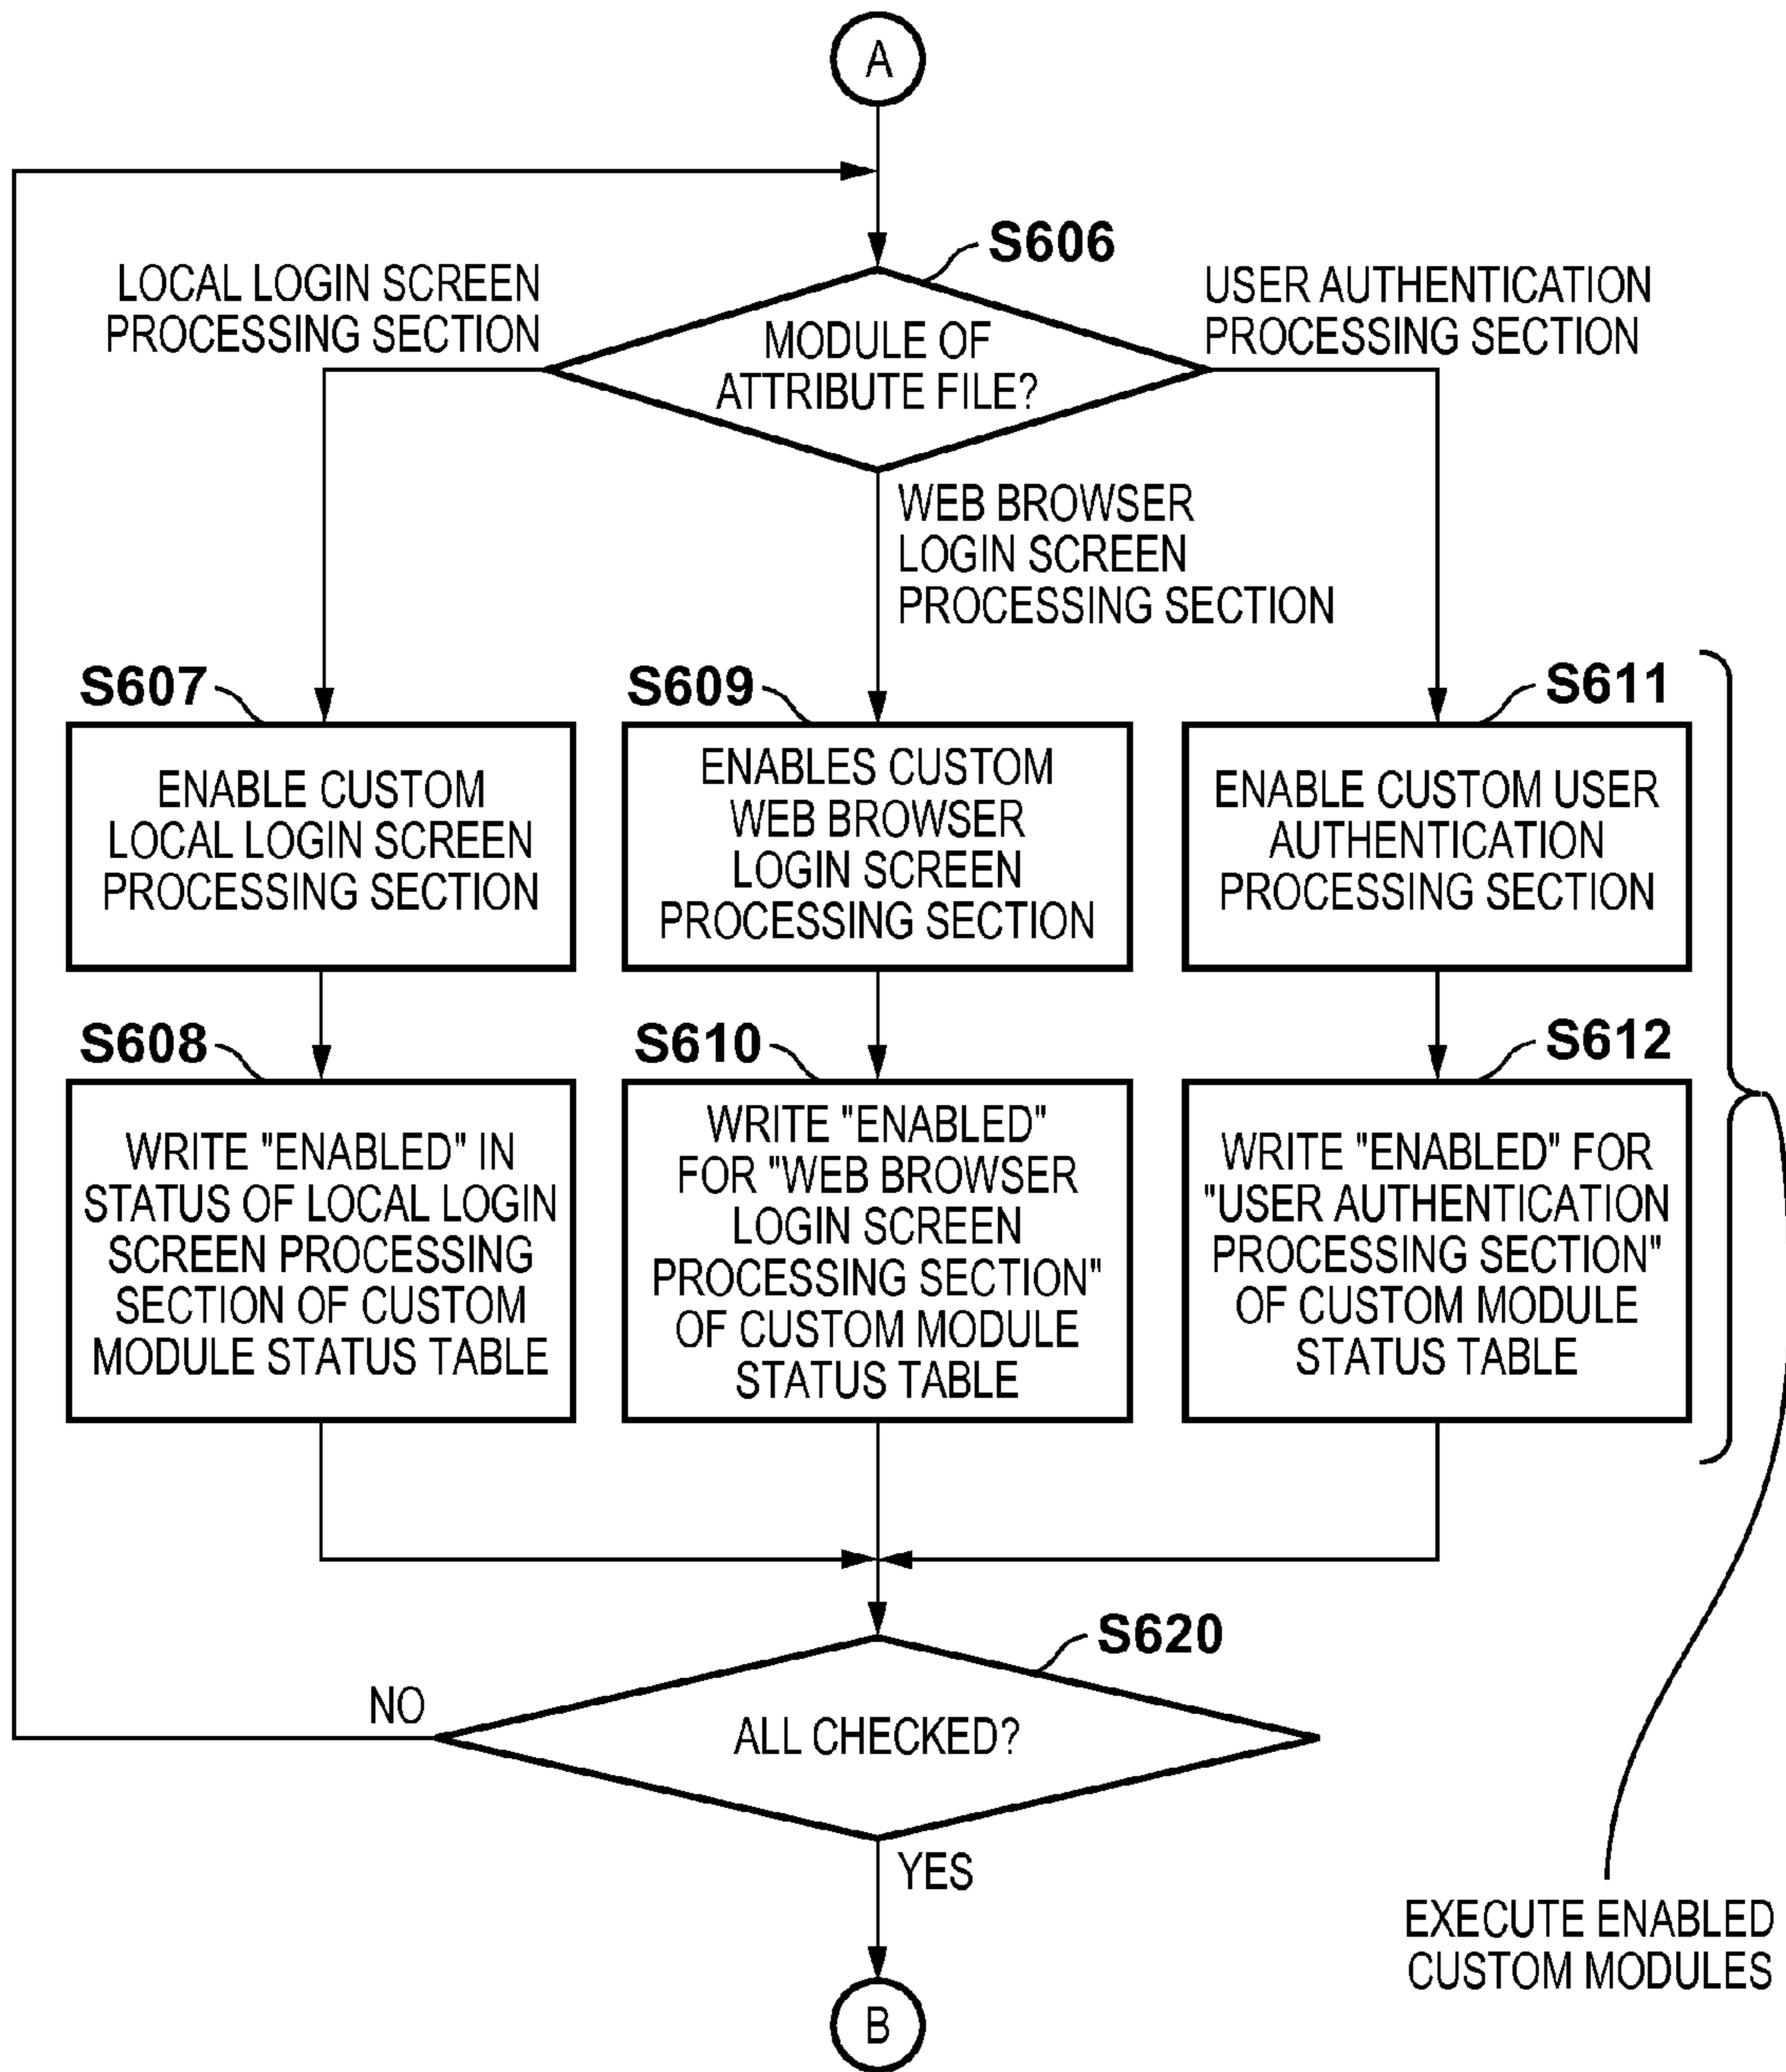 A
S606
LOCAL LOGIN SCREEN
PROCESSING SECTION
USER AUTHENTICATION
PROCESSING SECTION
MODULE OF
ATTRIBUTE FILE?
WEB BROWSER
LOGIN SCREEN
PROCESSING SECTION
S607
ENABLE CUSTOM
LOCAL LOGIN SCREEN
PROCESSING SECTION
S609
ENABLES CUSTOM
WEB BROWSER
LOGIN SCREEN
PROCESSING SECTION
S611
ENABLE CUSTOM USER
AUTHENTICATION
PROCESSING SECTION
S608
WRITE "ENABLED" IN
STATUS OF LOCAL LOGIN
SCREEN PROCESSING
SECTION OF CUSTOM
MODULE STATUS TABLE
S610
WRITE "ENABLED"
FOR "WEB BROWSER
LOGIN SCREEN
PROCESSING SECTION"
OF CUSTOM MODULE
STATUS TABLE
S612
WRITE "ENABLED" FOR
"USER AUTHENTICATION
PROCESSING SECTION"
OF CUSTOM MODULE
STATUS TABLE
S620
NO
ALL CHECKED?
YES
EXECUTE ENABLED
CUSTOM MODULES
B